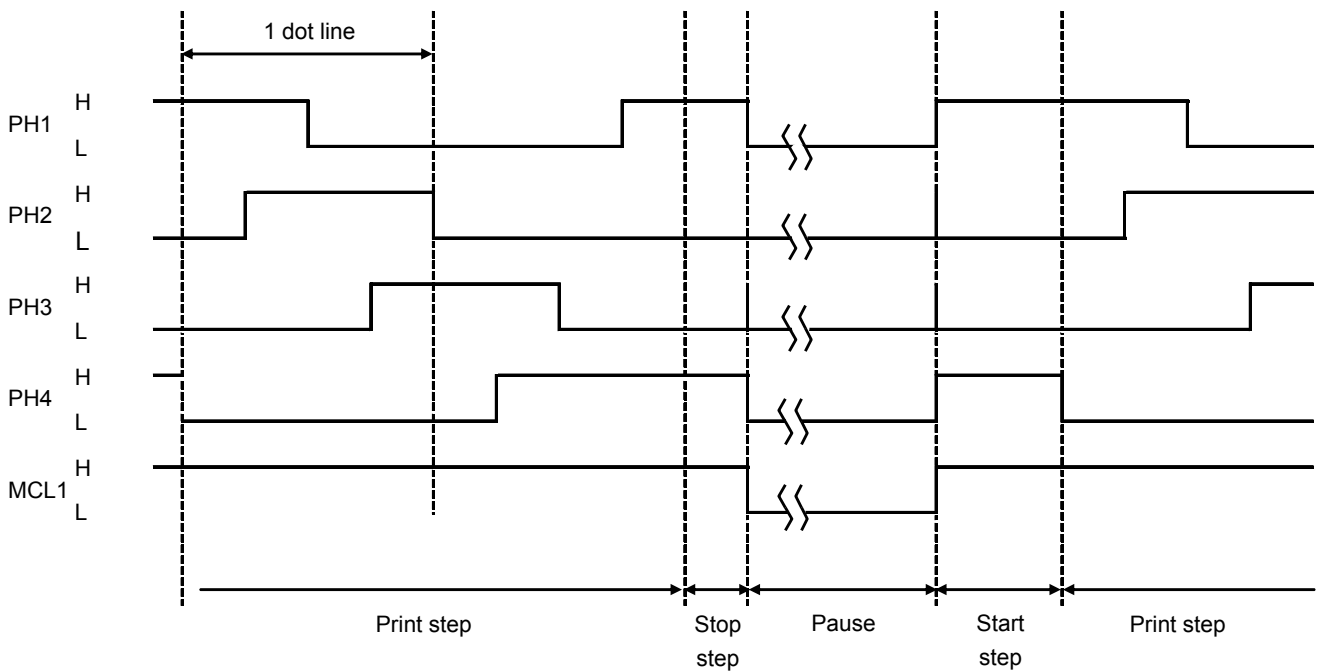 1 dot line
PH1
H
L
PH2
H
L
PH3
H
L
PH4
H
L
MCL1
H
L
Print step
Stop
step
Pause
Start
step
Print step